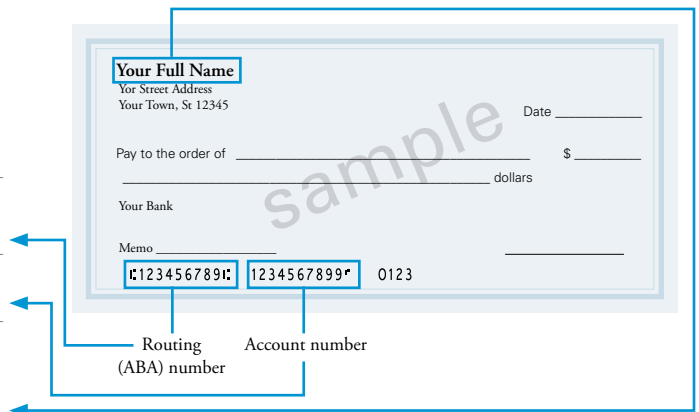 Your Full Name
Yor Street Address
Your Town, St 12345
Date
Pay to the order of $
dollars
sample
Your Bank
Memo
⑆123456789⑆ 1234567899⑈ 0123
Routing
(ABA) number
Account number